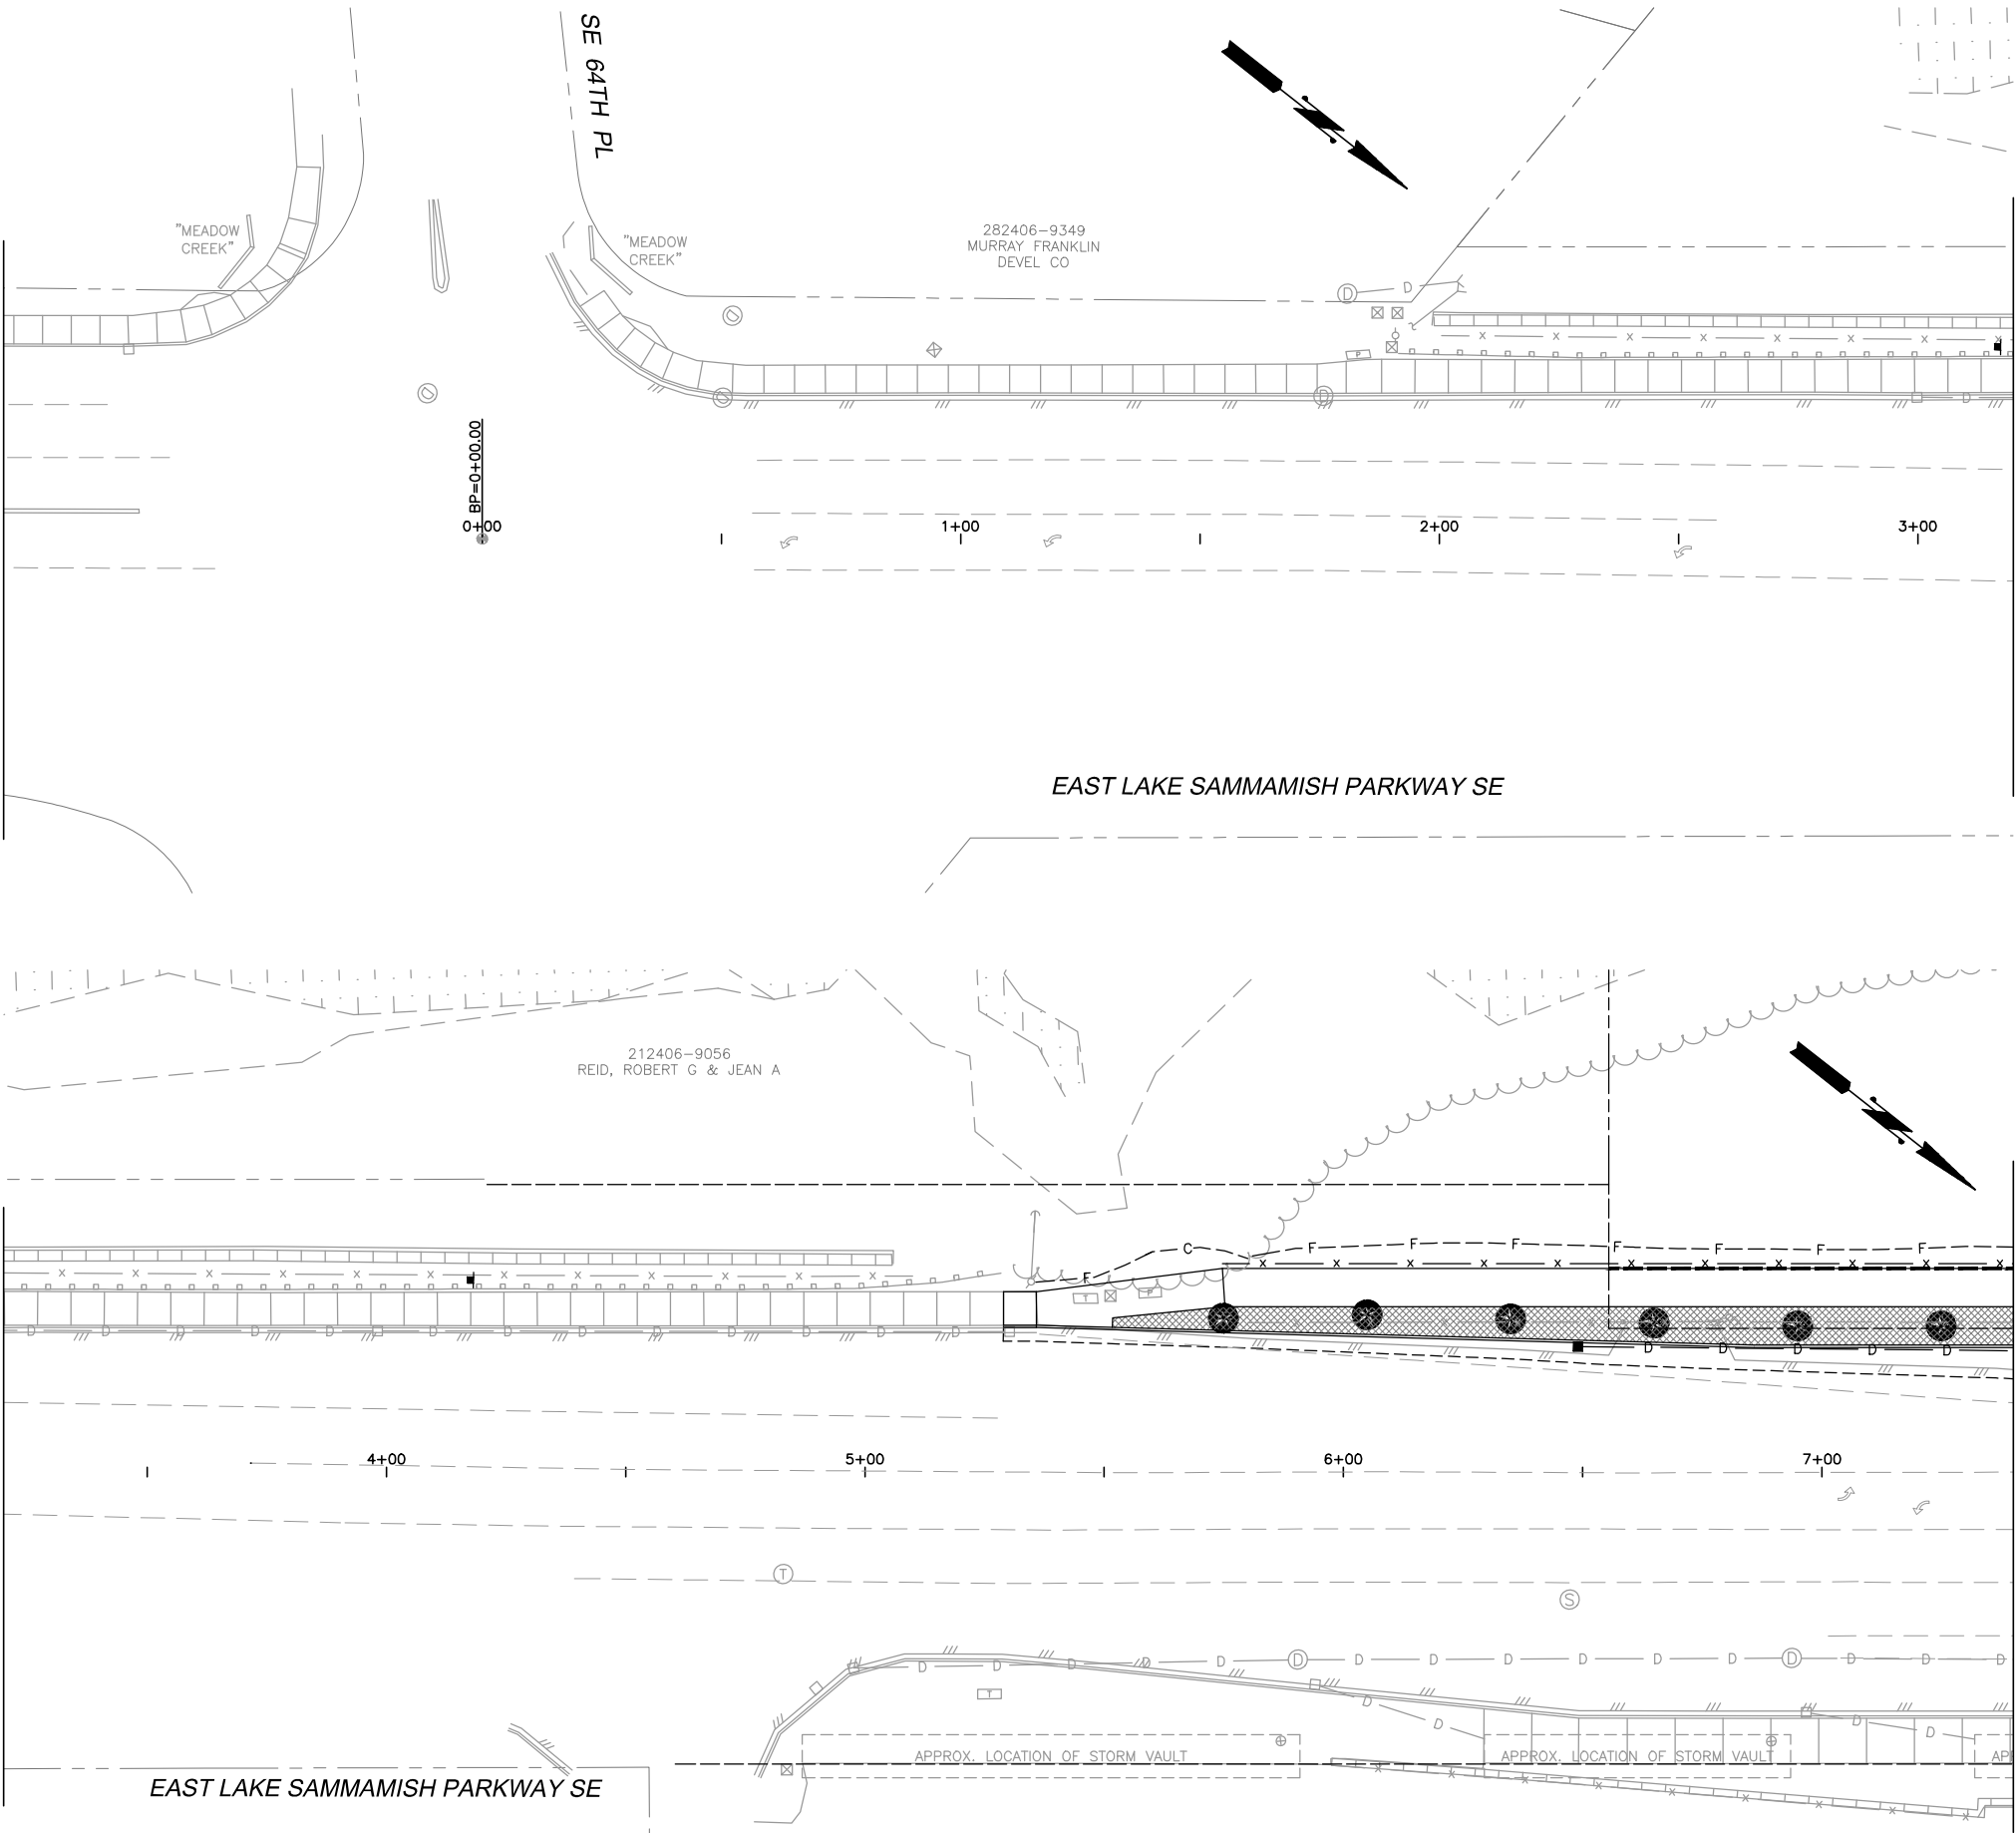 SE 64TH PL
"MEADOW
CREEK"
"MEADOW
CREEK"
282406-9349
MURRAY FRANKLIN
DEVEL CO
D
D
P
D
D
D
D
D
D
BP=0+00.00
0+00
1+00
2+00
3+00
EAST LAKE SAMMAMISH PARKWAY SE
212406-9056
REID, ROBERT G & JEAN A
C
F
F
F
F
F
F
F
F
X X X X X X X X X X X
T
P
D D D D D D D D D D D D D
D D D D D
4+00
5+00
6+00
7+00
T
S
D D D D D D D D D D D D D D D
D
D
D
D
T
APPROX. LOCATION OF STORM VAULT
APPROX. LOCATION OF STORM VAULT
EAST LAKE SAMMAMISH PARKWAY SE